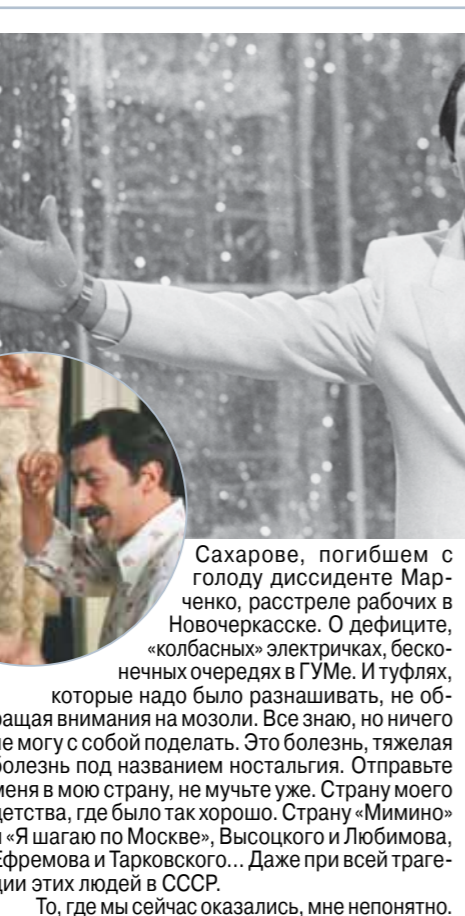 Сахарове, погибшем с
голоду диссиденте Мар-
ченко, расстреле рабочих в
Новочеркасске. О дефиците,
«колбасных» электричках, беско-
нечных очередях в ГУМе. И туфлях,
которые надо было разнашивать, не об-
ращая внимания на мозоли. Все знаю, но ничего
не могу с собой поделать. Это болезнь, тяжелая
болезнь под названием ностальгия. Отправьте
меня в мою страну, не мучьте уже. Страну моего
детства, где было так хорошо. Страну «Мимино»
и «Я шагаю по Москве», Высоцкого и Любимова,
Ефремова и Тарковского... Даже при всей траге-
дии этих людей в СССР.
То, где мы сейчас оказались, мне непонятно.